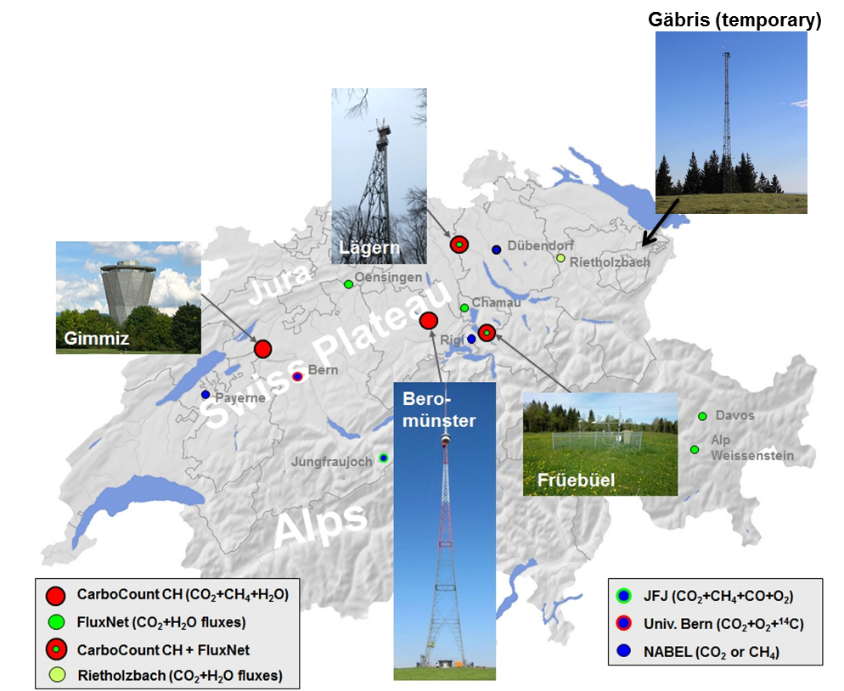 Gäbris (temporary)
Lägern
Dübendorf
Rietholzbach
Oensingen
Jura
Chamau
Gimmiz
Swiss Plateau
Rigi
Bern
Payerne
Bero-
münster
Davos
Alp
Weissenstein
Jungfraujoch
Früebüel
Alps
CarboCount CH (CO₂+CH₄+H₂O)
FluxNet (CO₂+H₂O fluxes)
CarboCount CH + FluxNet
Rietholzbach (CO₂+H₂O fluxes)
JFJ (CO₂+CH₄+CO+O₂)
Univ. Bern (CO₂+O₂+¹⁴C)
NABEL (CO₂ or CH₄)